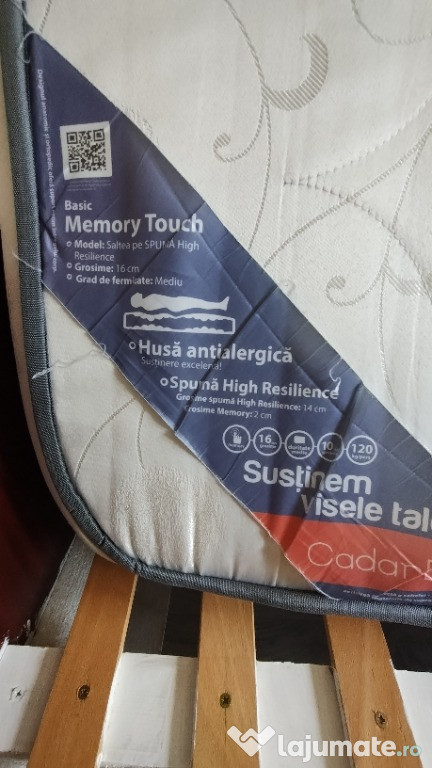 Basic
Memory Touch
Model: Saltea pe SPUMĂ High
Resilience
Grosime: 16 cm
Grad de fermitate: Mediu
Husă antialergică
Susținere excelentă!
Spumă High Resilience
Grosime spumă High Resilience: 14 cm
Grosime Memory: 2 cm
16
120
Susținem
visele tale
Cadar
lajumate.ro